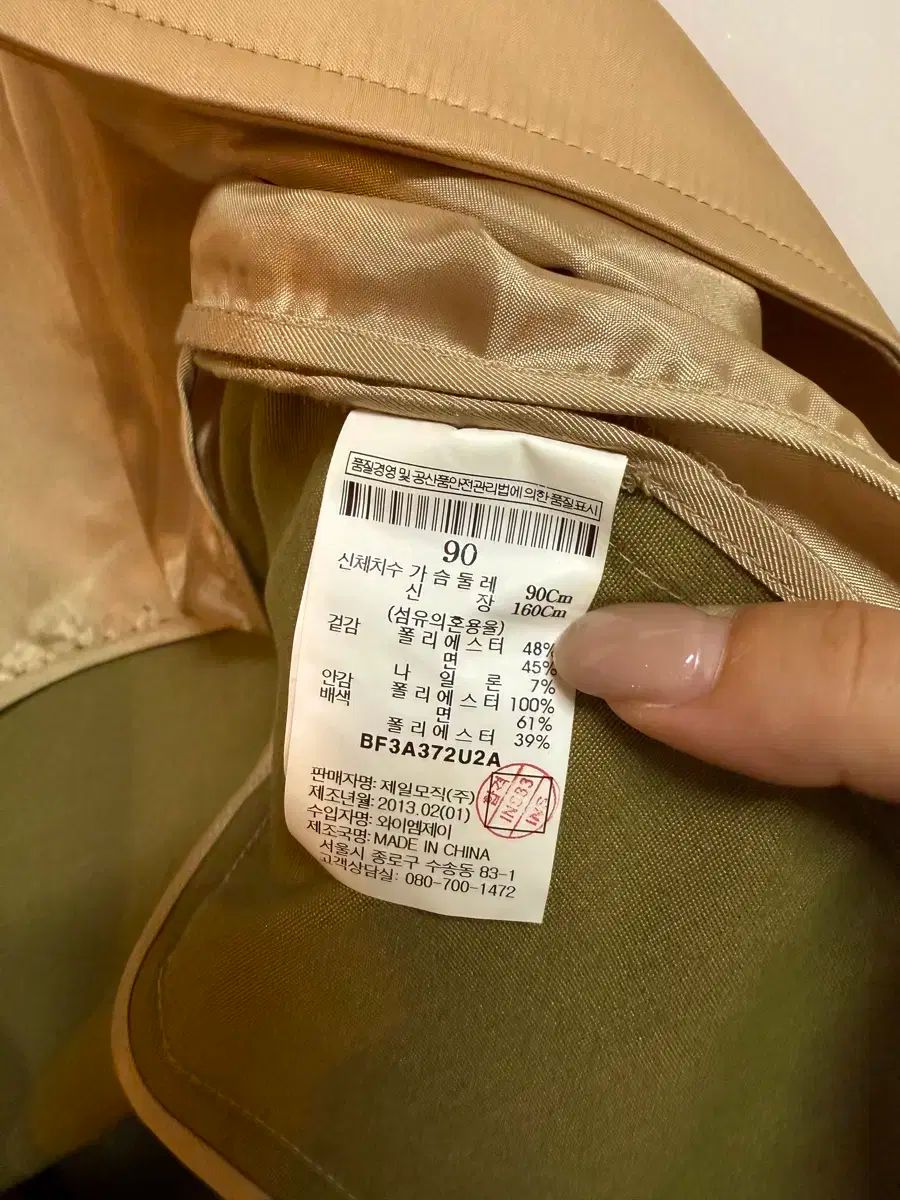 품질경영 및 공산품안전관리법에 의한 품질표시
90
신체치수 가 슴 둘 레 90Cm
신 장 160Cm
(섬유의혼용율)
겉감 폴 리 에 스 터 48%
면 45%
나 일 론 7%
안감 폴 리 에 스 터 100%
배색 면 61%
폴 리 에 스 터 39%
BF3A372U2A
판매자명: 제일모직(주)
제조년월: 2013.02(01)
수입자명: 와이엠제이
제조국명: MADE IN CHINA
서울시 종로구 수송동 83-1
고객상담실: 080-700-1472
합격
INS33
INS